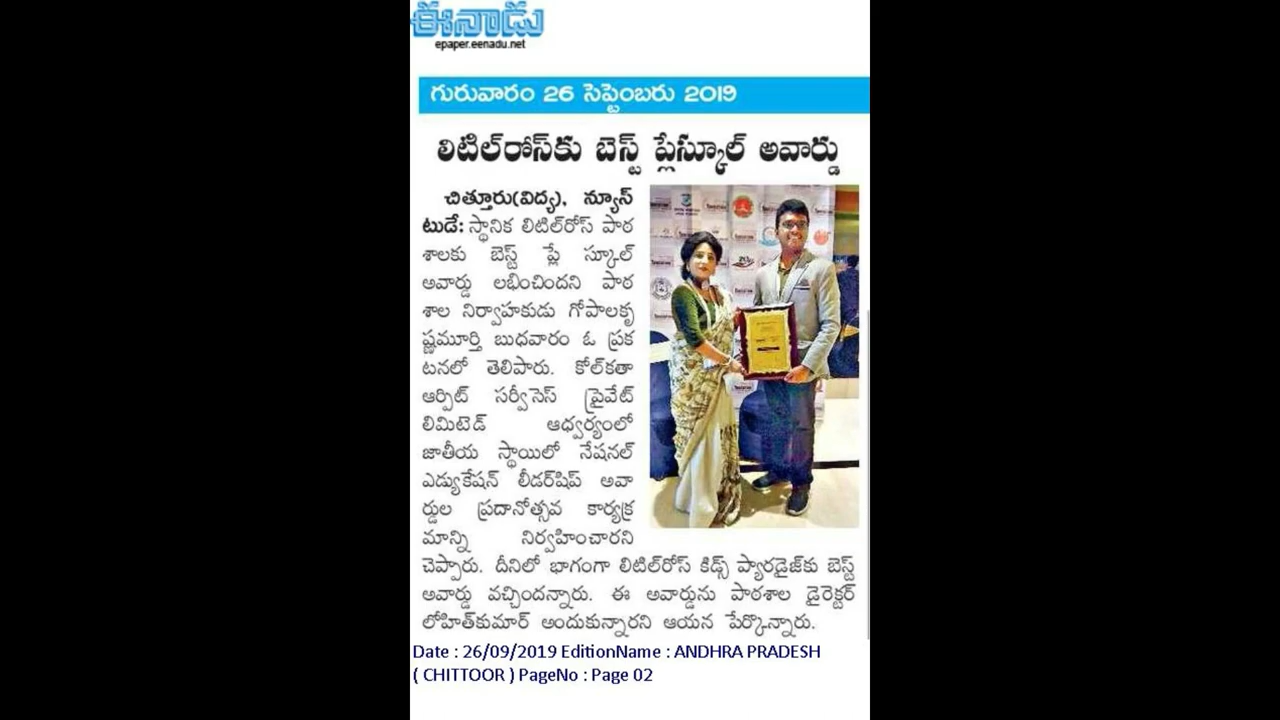 ఈనాడు
epaper.eenadu.net
గురువారం 26 సెప్టెంబరు 2019
లిటిల్‌రోస్‌కు బెస్ట్ ప్లేస్కూల్ అవార్డు
చిత్తూరు(విద్య), న్యూస్‌
టుడే: స్థానిక లిటిల్‌రోస్ పాఠ
శాలకు బెస్ట్ ప్లే స్కూల్
అవార్డు లభించిందని పాఠ
శాల నిర్వాహకుడు గోపాలకృ
ష్ణమూర్తి బుధవారం ఓ ప్రక
టనలో తెలిపారు. కోల్‌కతా
ఆర్పిట్ సర్వీసెస్ ప్రైవేట్
లిమిటెడ్ ఆధ్వర్యంలో
జాతీయ స్థాయిలో నేషనల్
ఎడ్యుకేషన్ లీడర్‌షిప్ అవా
ర్డుల ప్రదానోత్సవ కార్యక్ర
మాన్ని నిర్వహించారని
చెప్పారు. దీనిలో భాగంగా లిటిల్‌రోస్ కిడ్స్ ప్యారడైజ్‌కు బెస్ట్
అవార్డు వచ్చిందన్నారు. ఈ అవార్డును పాఠశాల డైరెక్టర్
లోహిత్‌కుమార్ అందుకున్నారని ఆయన పేర్కొన్నారు.
Date : 26/09/2019 EditionName : ANDHRA PRADESH
( CHITTOOR ) PageNo : Page 02